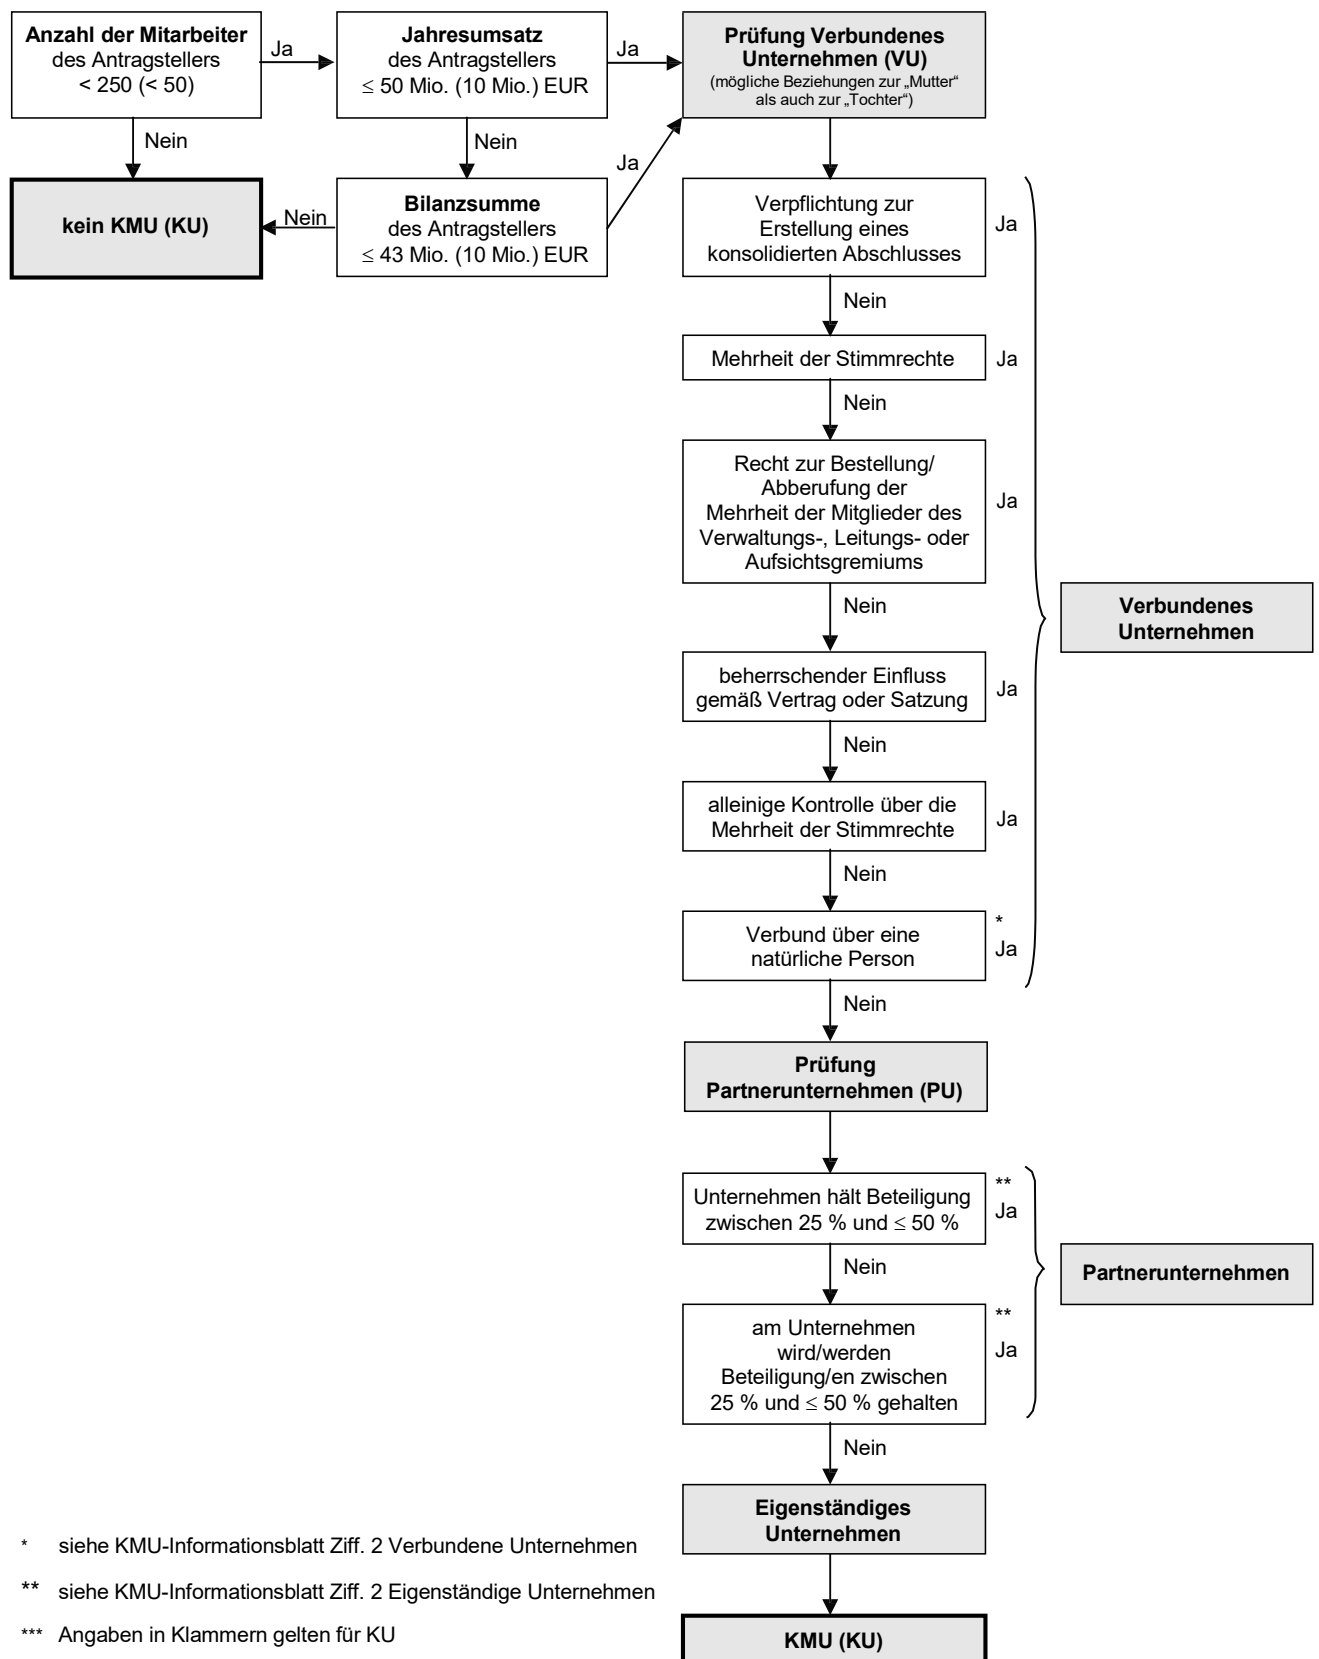 Anzahl der Mitarbeiter
des Antragstellers
< 250 (< 50)
Ja
Jahresumsatz
des Antragstellers
≤ 50 Mio. (10 Mio.) EUR
Ja
Prüfung Verbundenes
Unternehmen (VU)
(mögliche Beziehungen zur „Mutter“
als auch zur „Tochter“)
Nein
Nein
Ja
kein KMU (KU)
Nein
Bilanzsumme
des Antragstellers
≤ 43 Mio. (10 Mio.) EUR
Verpflichtung zur
Erstellung eines
konsolidierten Abschlusses
Ja
Nein
Mehrheit der Stimmrechte
Ja
Nein
Recht zur Bestellung/
Abberufung der
Mehrheit der Mitglieder des
Verwaltungs-, Leitungs- oder
Aufsichtsgremiums
Ja
Nein
Verbundenes
Unternehmen
beherrschender Einfluss
gemäß Vertrag oder Satzung
Ja
Nein
alleinige Kontrolle über die
Mehrheit der Stimmrechte
Ja
Nein
Verbund über eine
natürliche Person
*
Ja
Nein
Prüfung
Partnerunternehmen (PU)
Unternehmen hält Beteiligung
zwischen 25 % und ≤ 50 %
**
Ja
Nein
Partnerunternehmen
am Unternehmen
wird/werden
Beteiligung/en zwischen
25 % und ≤ 50 % gehalten
**
Ja
Nein
Eigenständiges
Unternehmen
* siehe KMU-Informationsblatt Ziff. 2 Verbundene Unternehmen
** siehe KMU-Informationsblatt Ziff. 2 Eigenständige Unternehmen
*** Angaben in Klammern gelten für KU
KMU (KU)